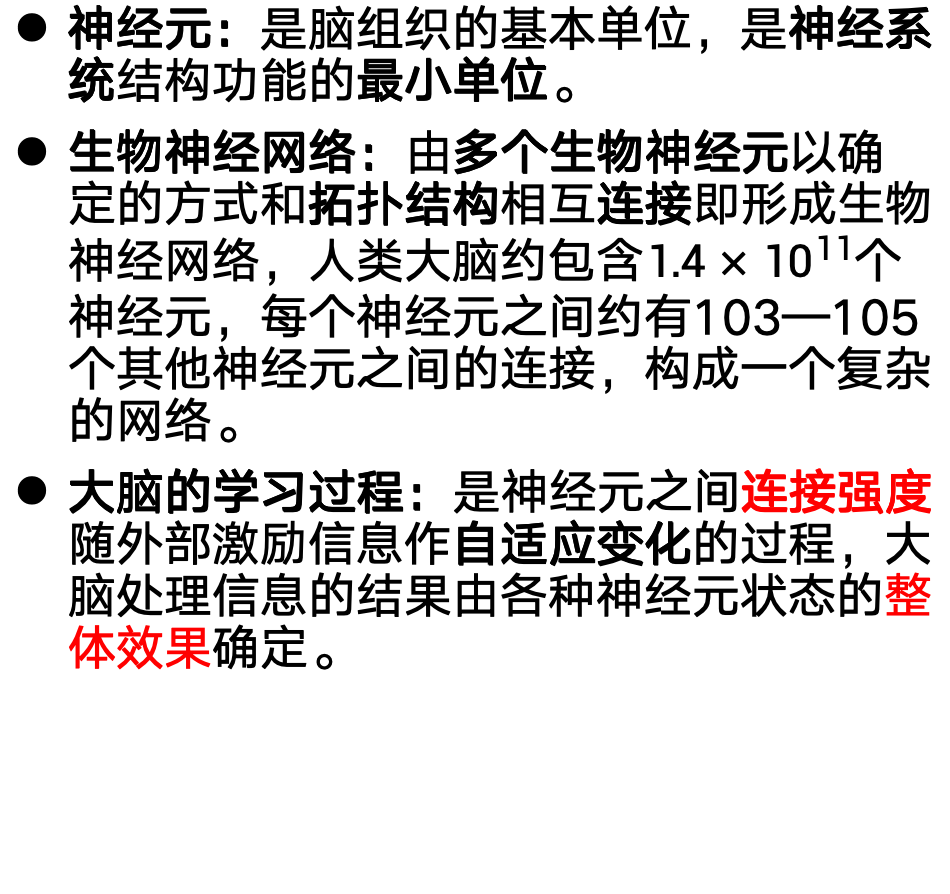 ● 神经元：是脑组织的基本单位，是神经系
统结构功能的最小单位。
● 生物神经网络：由多个生物神经元以确
定的方式和拓扑结构相互连接即形成生物
神经网络，人类大脑约包含1.4 × 10¹¹个
神经元，每个神经元之间约有103—105
个其他神经元之间的连接，构成一个复杂
的网络。
● 大脑的学习过程：是神经元之间连接强度
随外部激励信息作自适应变化的过程，大
脑处理信息的结果由各种神经元状态的整
体效果确定。